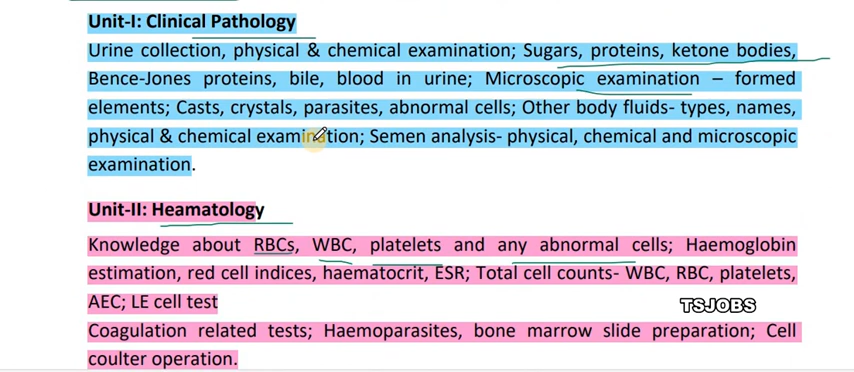 Unit-I: Clinical Pathology
Urine collection, physical & chemical examination; Sugars, proteins, ketone bodies,
Bence-Jones proteins, bile, blood in urine; Microscopic examination – formed
elements; Casts, crystals, parasites, abnormal cells; Other body fluids- types, names,
physical & chemical examination; Semen analysis- physical, chemical and microscopic
examination.
Unit-II: Heamatology
Knowledge about RBCs, WBC, platelets and any abnormal cells; Haemoglobin
estimation, red cell indices, haematocrit, ESR; Total cell counts- WBC, RBC, platelets,
AEC; LE cell test
TSJOBS
Coagulation related tests; Haemoparasites, bone marrow slide preparation; Cell
coulter operation.